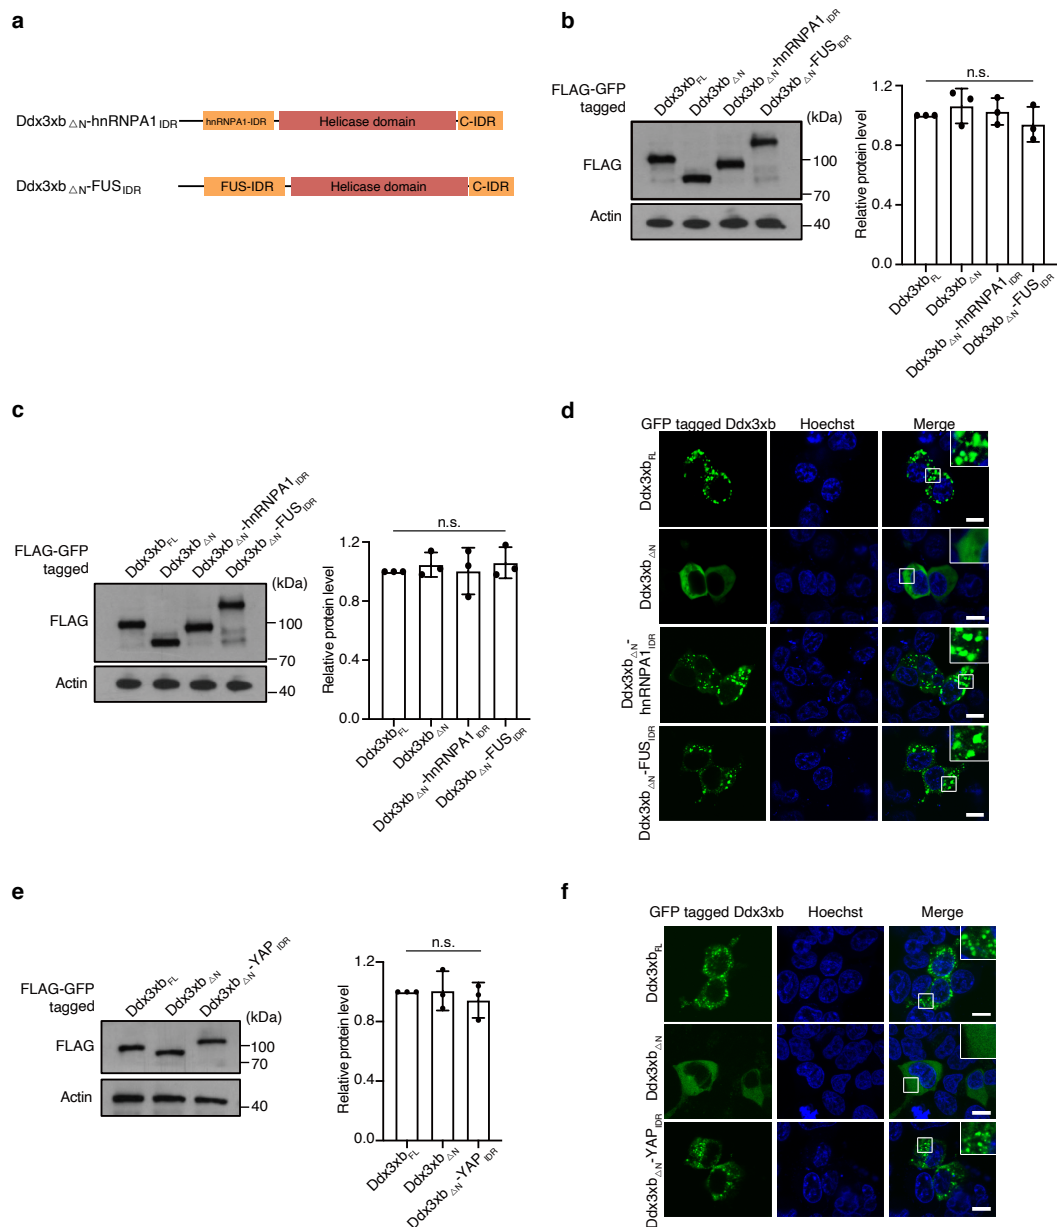 a
Ddx3xb△N-hnRNPA1IDR
hnRNPA1-IDR
Helicase domain
C-IDR
Ddx3xb△N-FUSIDR
FUS-IDR
Helicase domain
C-IDR
b
FLAG-GFP
tagged
Ddx3xbFL
Ddx3xb△N
Ddx3xb△N-hnRNPA1IDR
Ddx3xb△N-FUSIDR
(kDa)
FLAG
100
70
Actin
40
n.s.
Relative protein level
1.2
0.8
0.4
0.0
Ddx3xbFL
Ddx3xb△N
Ddx3xb△N-hnRNPA1IDR
Ddx3xb△N-FUSIDR
c
FLAG-GFP
tagged
Ddx3xbFL
Ddx3xb△N
Ddx3xb△N-hnRNPA1IDR
Ddx3xb△N-FUSIDR
(kDa)
FLAG
100
70
Actin
40
n.s.
Relative protein level
1.2
0.8
0.4
0.0
Ddx3xbFL
Ddx3xb△N
Ddx3xb△N-hnRNPA1IDR
Ddx3xb△N-FUSIDR
d
GFP tagged Ddx3xb
Hoechst
Merge
Ddx3xbFL
Ddx3xb△N
Ddx3xb△N-
hnRNPA1IDR
Ddx3xb△N-FUSIDR
e
FLAG-GFP
tagged
Ddx3xbFL
Ddx3xb△N
Ddx3xb△N-YAPIDR
(kDa)
FLAG
100
70
Actin
40
n.s.
Relative protein level
1.2
0.8
0.4
0.0
Ddx3xbFL
Ddx3xb△N
Ddx3xb△N-YAPIDR
f
GFP tagged Ddx3xb
Hoechst
Merge
Ddx3xbFL
Ddx3xb△N
Ddx3xb△N-YAPIDR